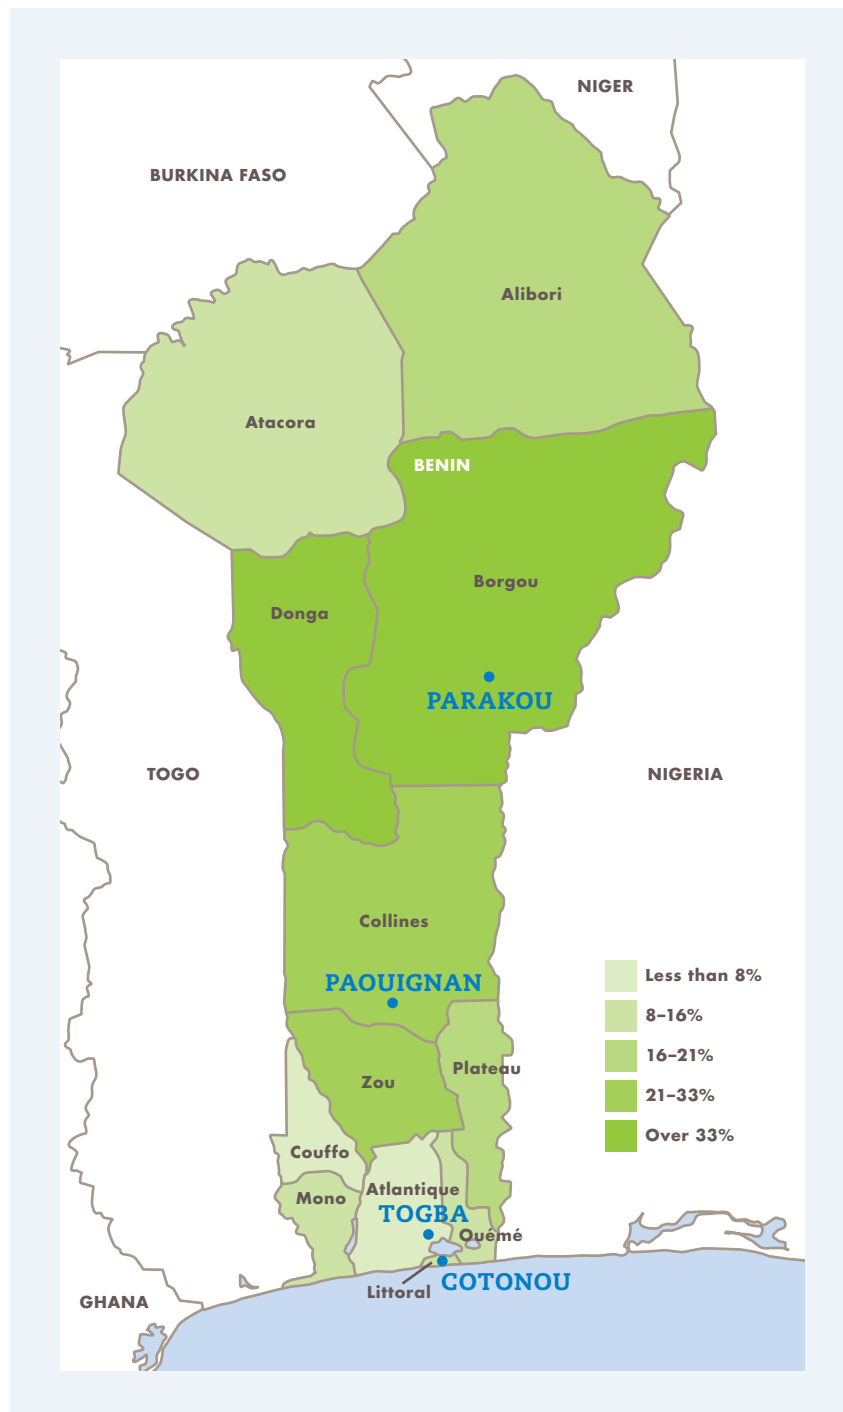 NIGER
BURKINA FASO
Alibori
Atacora
BENIN
Borgou
Donga
PARAKOU
TOGO
NIGERIA
Collines
PAOUIGNAN
Less than 8%
8–16%
16–21%
21–33%
Over 33%
Plateau
Zou
Couffo
Atlantique
Mono
TOGBA
Ouémé
COTONOU
Littoral
GHANA